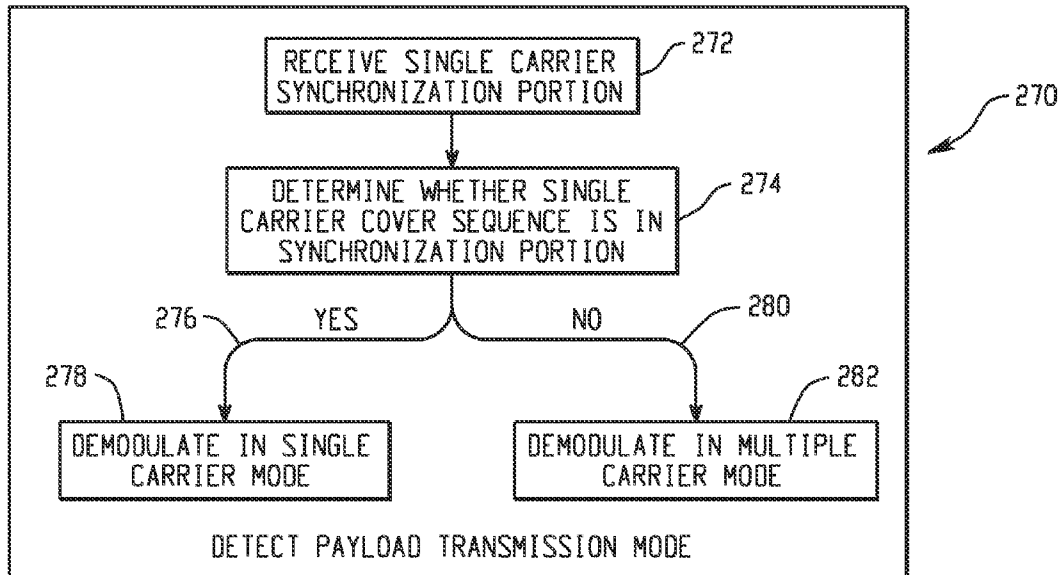 RECEIVE SINGLE CARRIER
SYNCHRONIZATION PORTION
272
270
DETERMINE WHETHER SINGLE
CARRIER COVER SEQUENCE IS IN
SYNCHRONIZATION PORTION
274
276
YES
NO
280
278
282
DEMODULATE IN SINGLE
CARRIER MODE
DEMODULATE IN MULTIPLE
CARRIER MODE
DETECT PAYLOAD TRANSMISSION MODE